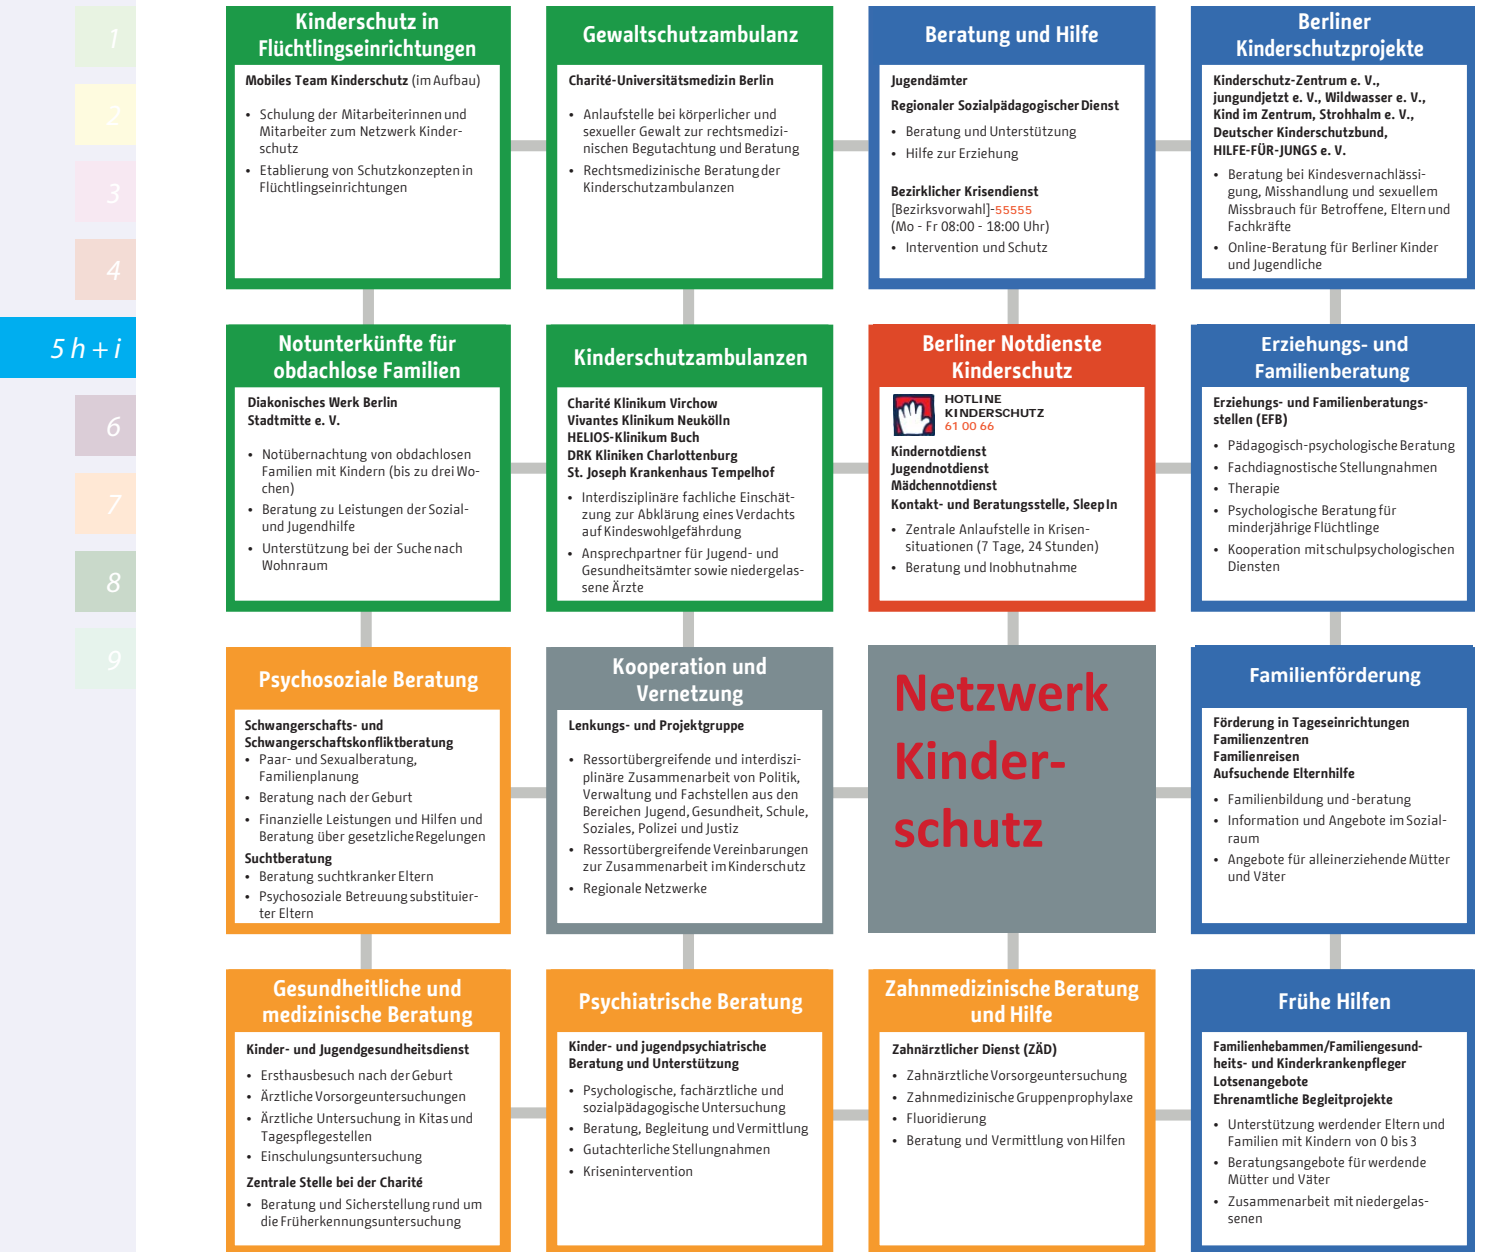 1
2
3
4
5 h + i
6
7
8
9
Kinderschutz in
Flüchtlingseinrichtungen
Mobiles Team Kinderschutz (im Aufbau)
• Schulung der Mitarbeiterinnen und
Mitarbeiter zum Netzwerk Kinder-
schutz
• Etablierung von Schutzkonzepten in
Flüchtlingseinrichtungen
Gewaltschutzambulanz
Charité-Universitätsmedizin Berlin
• Anlaufstelle bei körperlicher und
sexueller Gewalt zur rechtsmedizi-
nischen Begutachtung und Beratung
• Rechtsmedizinische Beratung der
Kinderschutzambulanzen
Beratung und Hilfe
Jugendämter
Regionaler Sozialpädagogischer Dienst
• Beratung und Unterstützung
• Hilfe zur Erziehung
Bezirklicher Krisendienst
[Bezirksvorwahl]-55555
(Mo - Fr 08:00 - 18:00 Uhr)
• Intervention und Schutz
Berliner
Kinderschutzprojekte
Kinderschutz-Zentrum e. V.,
jungundjetzt e. V., Wildwasser e. V.,
Kind im Zentrum, Strohhalm e. V.,
Deutscher Kinderschutzbund,
HILFE-FÜR-JUNGS e. V.
• Beratung bei Kindesvernachlässi-
gung, Misshandlung und sexuellem
Missbrauch für Betroffene, Eltern und
Fachkräfte
• Online-Beratung für Berliner Kinder
und Jugendliche
Notunterkünfte für
obdachlose Familien
Diakonisches Werk Berlin
Stadtmitte e. V.
• Notübernachtung von obdachlosen
Familien mit Kindern (bis zu drei Wo-
chen)
• Beratung zu Leistungen der Sozial-
und Jugendhilfe
• Unterstützung bei der Suche nach
Wohnraum
Kinderschutzambulanzen
Charité Klinikum Virchow
Vivantes Klinikum Neukölln
HELIOS-Klinikum Buch
DRK Kliniken Charlottenburg
St. Joseph Krankenhaus Tempelhof
• Interdisziplinäre fachliche Einschät-
zung zur Abklärung eines Verdachts
auf Kindeswohlgefährdung
• Ansprechpartner für Jugend- und
Gesundheitsämter sowie niedergelas-
sene Ärzte
Berliner Notdienste
Kinderschutz
HOTLINE
KINDERSCHUTZ
61 00 66
Kindernotdienst
Jugendnotdienst
Mädchennotdienst
Kontakt- und Beratungsstelle, SleepIn
• Zentrale Anlaufstelle in Krisen-
situationen (7 Tage, 24 Stunden)
• Beratung und Inobhutnahme
Erziehungs- und
Familienberatung
Erziehungs- und Familienberatungs-
stellen (EFB)
• Pädagogisch-psychologische Beratung
• Fachdiagnostische Stellungnahmen
• Therapie
• Psychologische Beratung für
minderjährige Flüchtlinge
• Kooperation mit schulpsychologischen
Diensten
Psychosoziale Beratung
Schwangerschafts- und
Schwangerschaftskonfliktberatung
• Paar- und Sexualberatung,
Familienplanung
• Beratung nach der Geburt
• Finanzielle Leistungen und Hilfen und
Beratung über gesetzliche Regelungen
Suchtberatung
• Beratung suchtkranker Eltern
• Psychosoziale Betreuung substituier-
ter Eltern
Kooperation und
Vernetzung
Lenkungs- und Projektgruppe
• Ressortübergreifende und interdiszi-
plinäre Zusammenarbeit von Politik,
Verwaltung und Fachstellen aus den
Bereichen Jugend, Gesundheit, Schule,
Soziales, Polizei und Justiz
• Ressortübergreifende Vereinbarungen
zur Zusammenarbeit im Kinderschutz
• Regionale Netzwerke
Netzwerk
Kinder-
schutz
Familienförderung
Förderung in Tageseinrichtungen
Familienzentren
Familienreisen
Aufsuchende Elternhilfe
• Familienbildung und -beratung
• Information und Angebote im Sozial-
raum
• Angebote für alleinerziehende Mütter
und Väter
Gesundheitliche und
medizinische Beratung
Kinder- und Jugendgesundheitsdienst
• Ersthausbesuch nach der Geburt
• Ärztliche Vorsorgeuntersuchungen
• Ärztliche Untersuchung in Kitas und
Tagespflegestellen
• Einschulungsuntersuchung
Zentrale Stelle bei der Charité
• Beratung und Sicherstellung rund um
die Früherkennungsuntersuchung
Psychiatrische Beratung
Kinder- und jugendpsychiatrische
Beratung und Unterstützung
• Psychologische, fachärztliche und
sozialpädagogische Untersuchung
• Beratung, Begleitung und Vermittlung
• Gutachterliche Stellungnahmen
• Krisenintervention
Zahnmedizinische Beratung
und Hilfe
Zahnärztlicher Dienst (ZÄD)
• Zahnärztliche Vorsorgeuntersuchung
• Zahnmedizinische Gruppenprophylaxe
• Fluoridierung
• Beratung und Vermittlung von Hilfen
Frühe Hilfen
Familienhebammen/Familiengesund-
heits- und Kinderkrankenpfleger
Lotsenangebote
Ehrenamtliche Begleitprojekte
• Unterstützung werdender Eltern und
Familien mit Kindern von 0 bis 3
• Beratungsangebote für werdende
Mütter und Väter
• Zusammenarbeit mit niedergelas-
senen